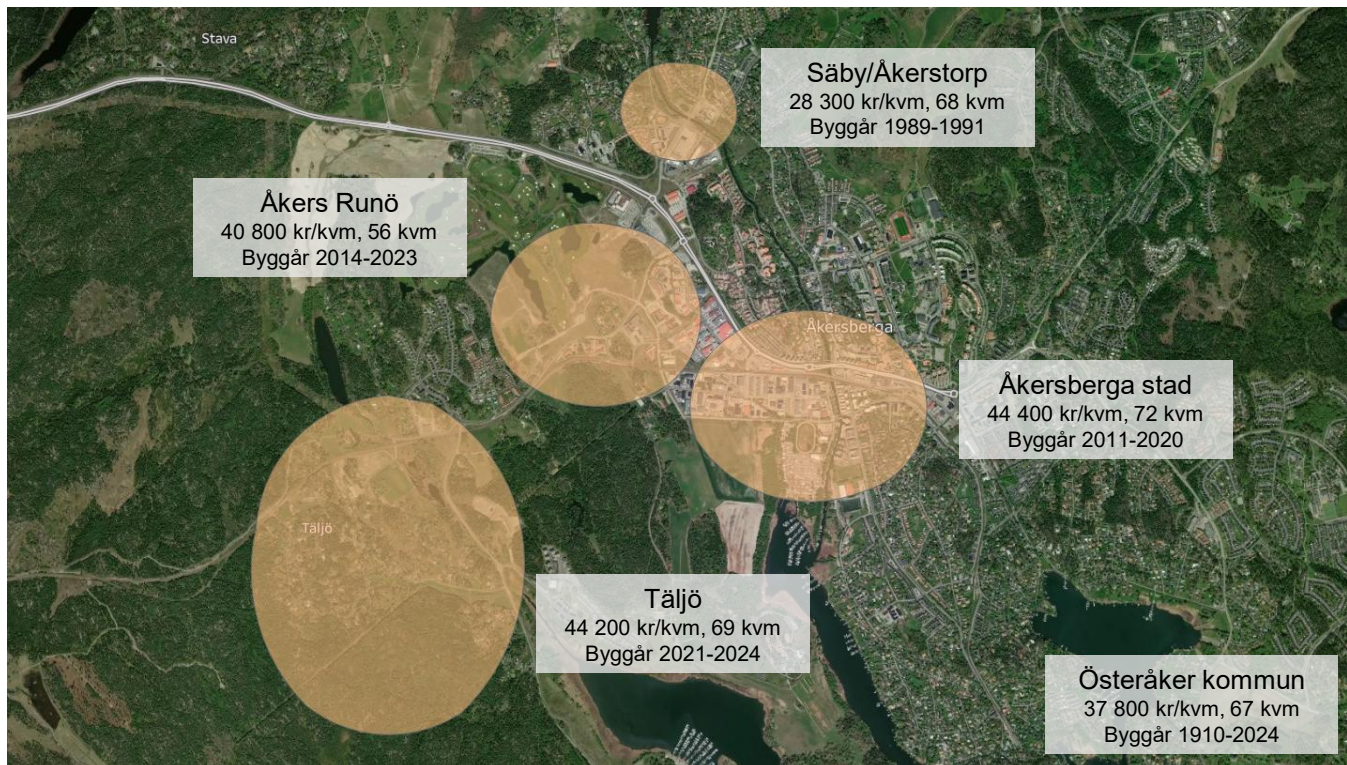 Stava
Säby/Åkerstorp
28 300 kr/kvm, 68 kvm
Byggår 1989-1991
Åkers Runö
40 800 kr/kvm, 56 kvm
Byggår 2014-2023
Åkersberga
Åkersberga stad
44 400 kr/kvm, 72 kvm
Byggår 2011-2020
Täljö
Täljö
44 200 kr/kvm, 69 kvm
Byggår 2021-2024
Österåker kommun
37 800 kr/kvm, 67 kvm
Byggår 1910-2024